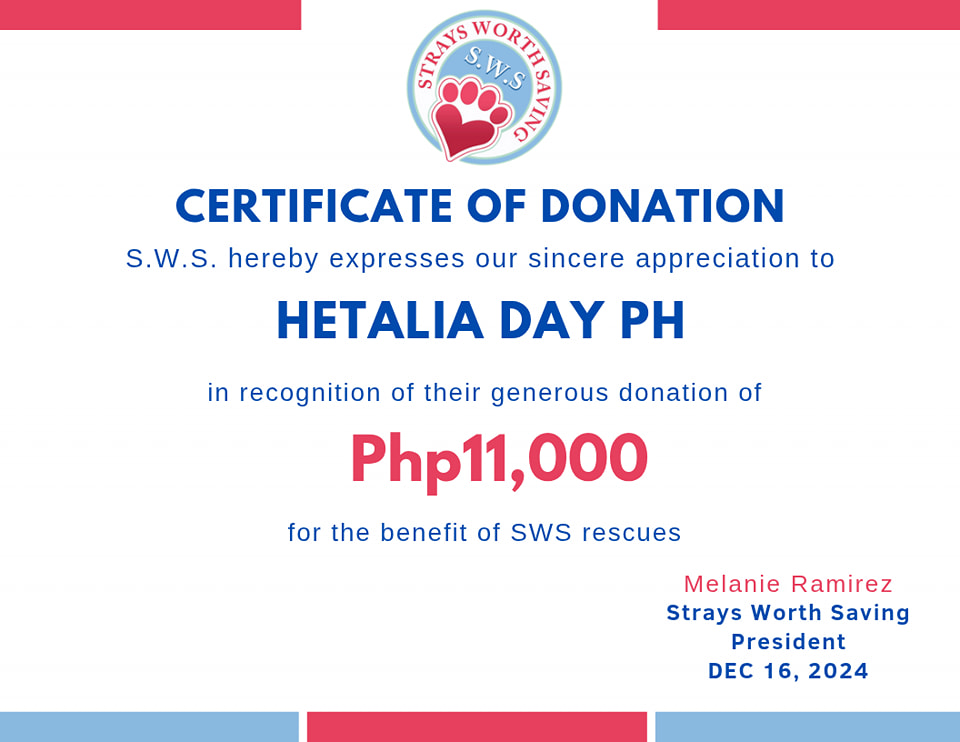 STRAYS WORTH SAVING
S.W.S
CERTIFICATE OF DONATION
S.W.S. hereby expresses our sincere appreciation to
HETALIA DAY PH
in recognition of their generous donation of
Php11,000
for the benefit of SWS rescues
Melanie Ramirez
Strays Worth Saving
President
DEC 16, 2024